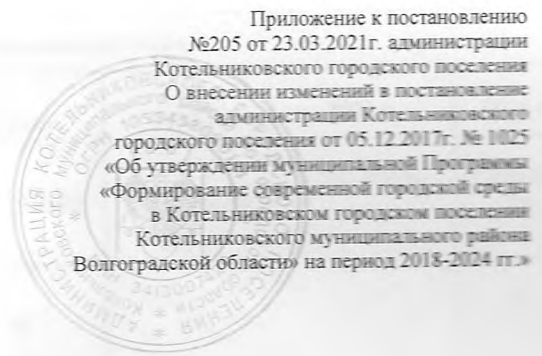 Приложение к постановлению
№205 от 23.03.2021г. администрации
Котельниковского городского поселения
О внесении изменений в постановление
администрации Котельниковского
городского поселения от 05.12.2017г. № 1025
«Об утверждении муниципальной Программы
«Формирование современной городской среды
в Котельниковском городском поселении
Котельниковского муниципального района
Волгоградской области» на период 2018-2024 гг.»